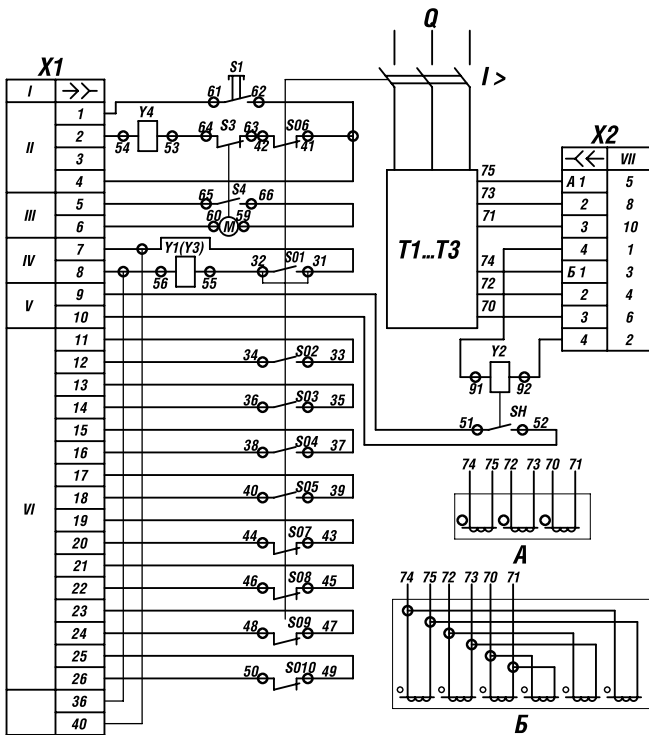 Q
X1
I >
I
II
III
IV
V
VI
1
2
3
4
5
6
7
8
9
10
11
12
13
14
15
16
17
18
19
20
21
22
23
24
25
26
36
40
61 S1 62
54 Y4 53 64 S3 63 42 S06 41
65 S4 66
60 M 59
56 Y1(Y3) 55 32 S01 31
34 S02 33
36 S03 35
38 S04 37
40 S05 39
44 S07 43
46 S08 45
48 S09 47
50 S010 49
T1...T3
75
73
71
74
72
70
X2
VII
А 1 5
2 8
3 10
4 1
Б 1 3
2 4
3 6
4 2
91 Y2 92
51 SH 52
74 75 72 73 70 71
А
74 75 72 73 70 71
Б